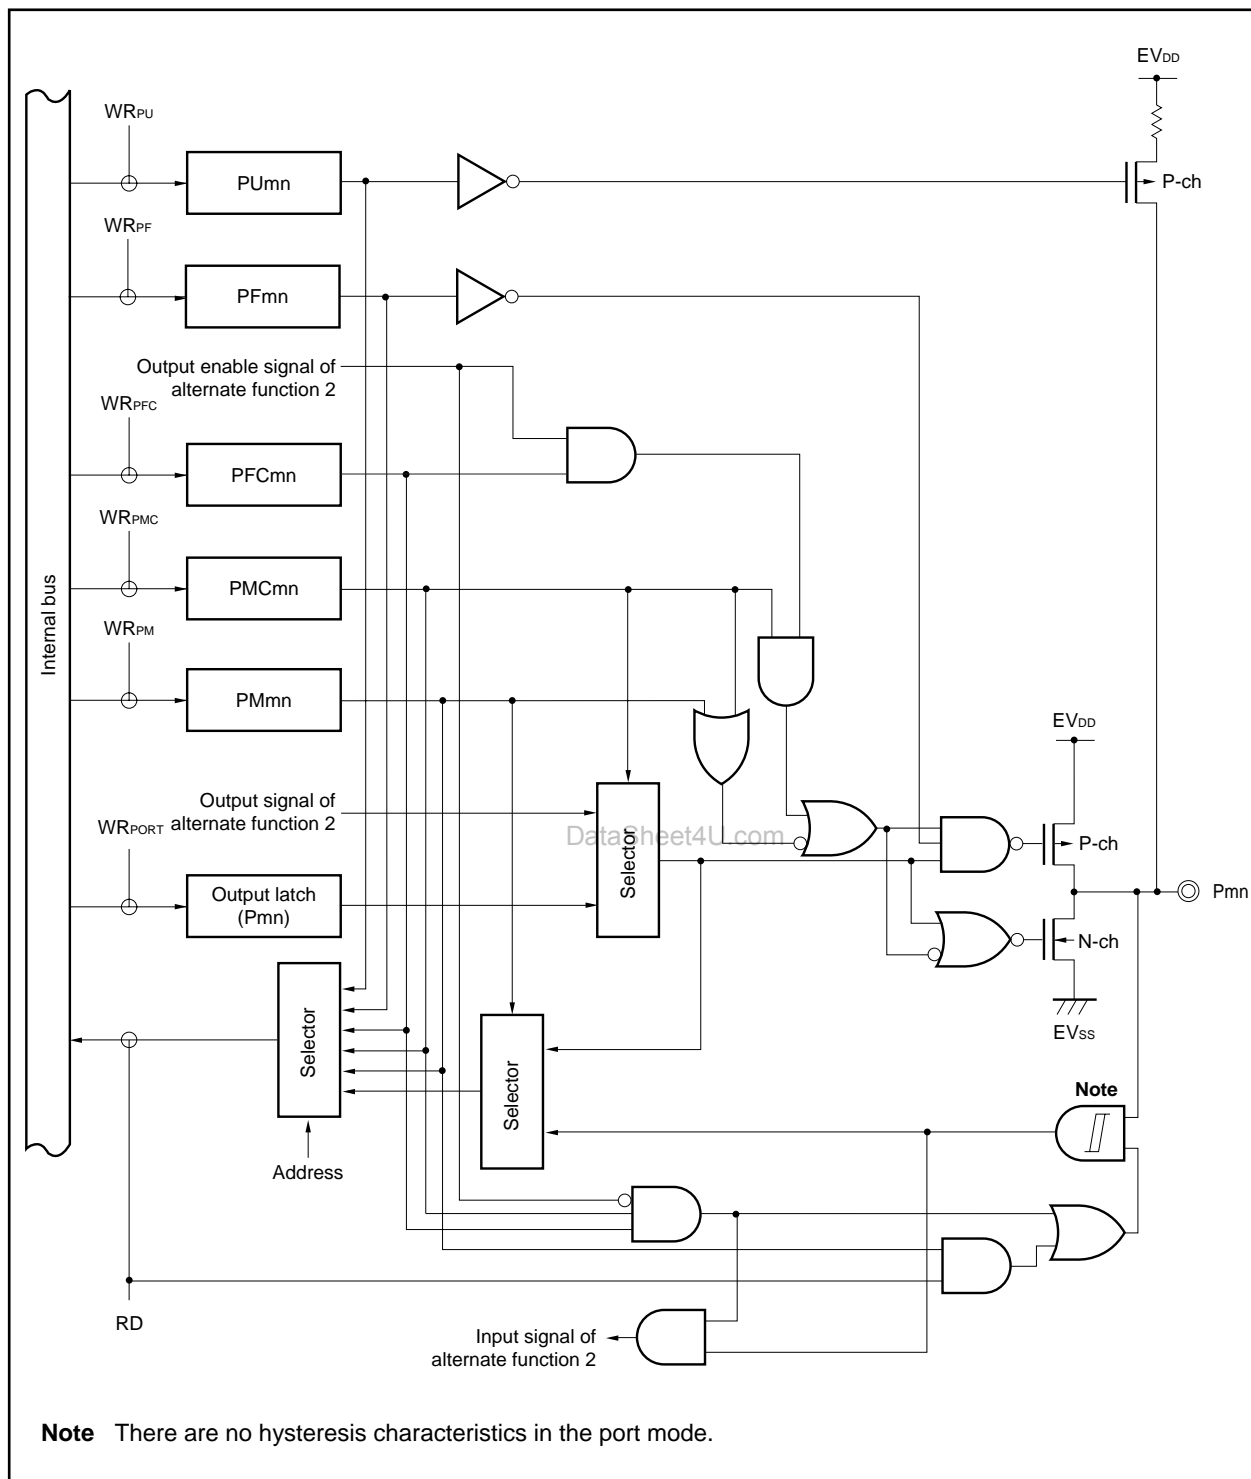 EVDD
WRPU
PUmn
P-ch
WRPF
PFmn
Output enable signal of
alternate function 2
WRPFC
PFCmn
WRPMC
PMCmn
Internal bus
WRPM
PMmn
EVDD
Output signal of
alternate function 2
WRPORT
DataSheet4U.com
Selector
P-ch
Output latch
(Pmn)
Pmn
N-ch
EVSS
Selector
Selector
Note
Address
RD
Input signal of
alternate function 2
Note There are no hysteresis characteristics in the port mode.